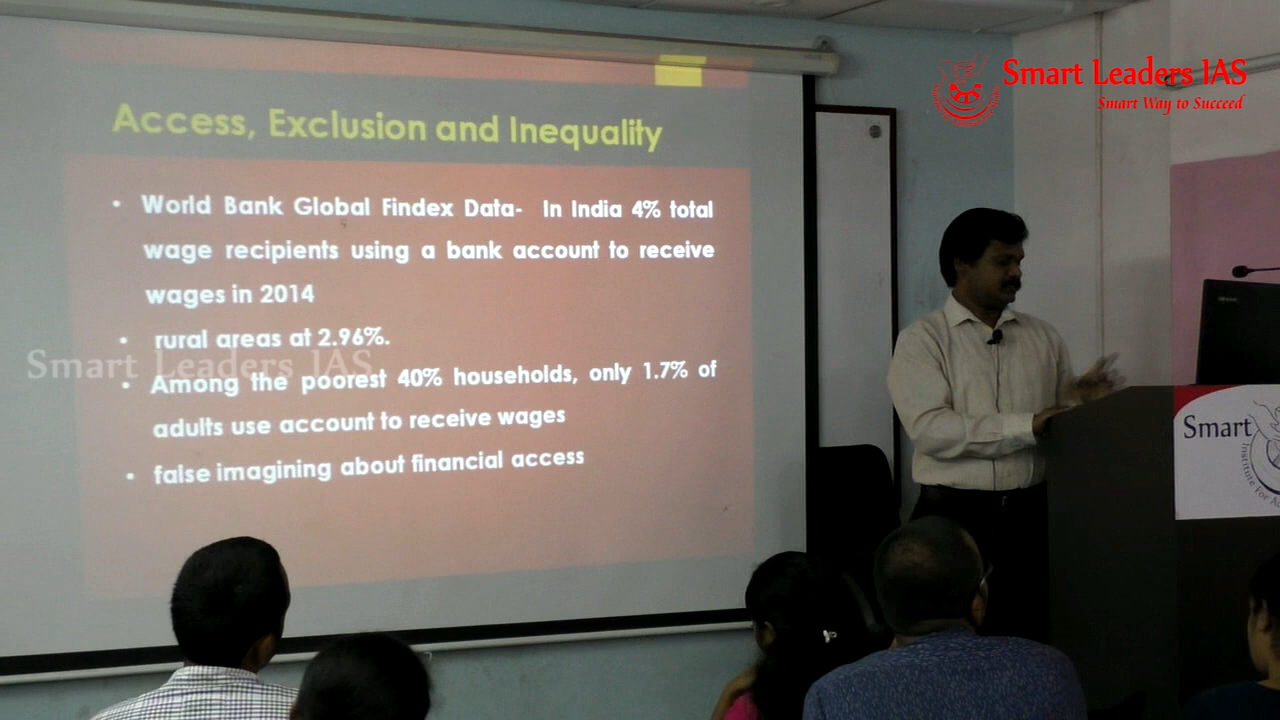 Smart Leaders IAS
Smart Way to Succeed
Access, Exclusion and Inequality
• World Bank Global Findex Data- In India 4% total
wage recipients using a bank account to receive
wages in 2014
• rural areas at 2.96%.
Smart Leaders IAS
• Among the poorest 40% households, only 1.7% of
adults use account to receive wages
• false imagining about financial access
Smart
Institute For